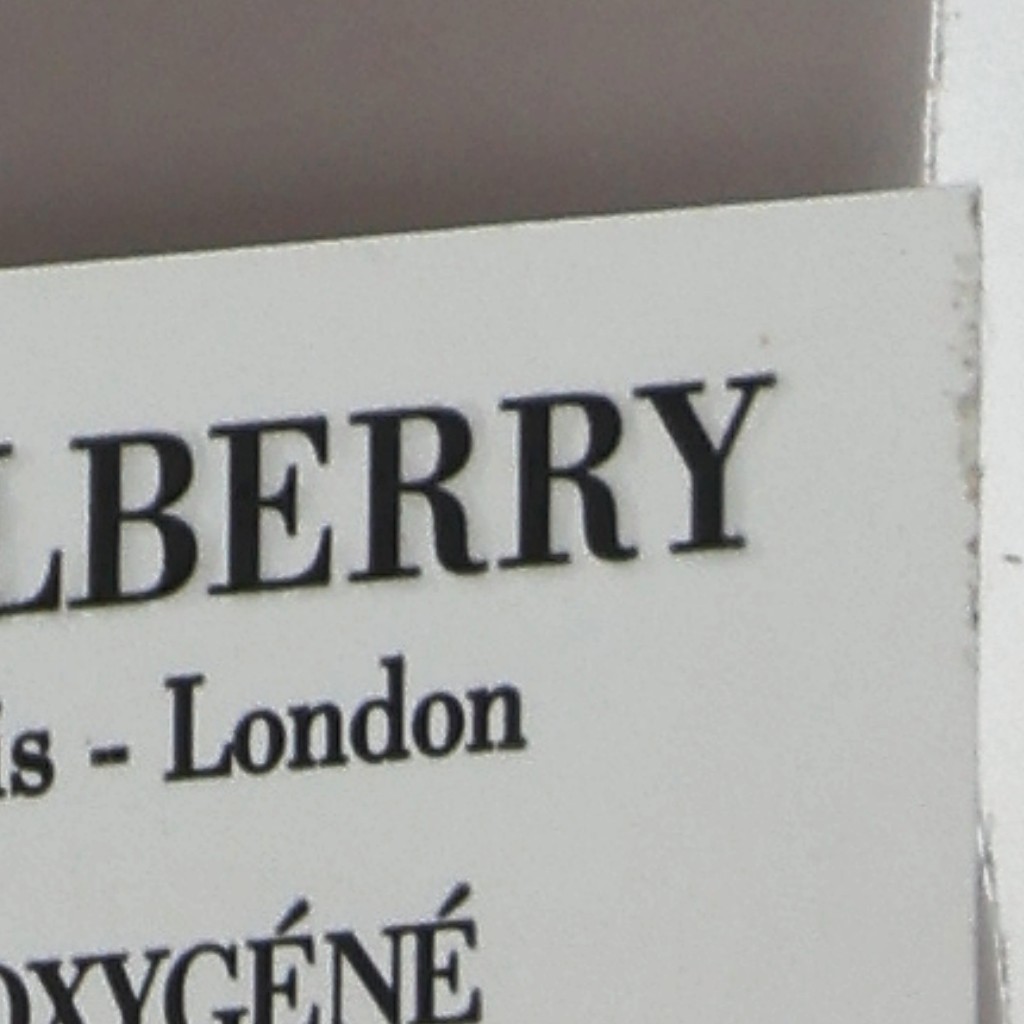 LBERRY
is - London
OXYGÉNÉ